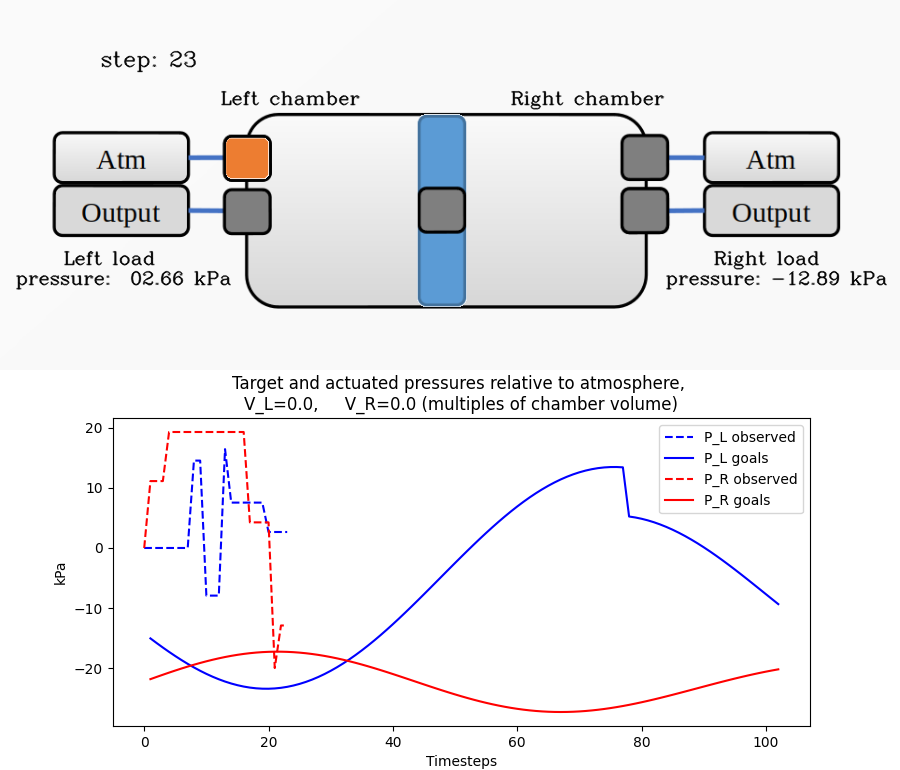 step: 23
Left chamber
Right chamber
Atm
Atm
Output
Output
Left load
pressure: 02.66 kPa
Right load
pressure: −12.89 kPa
Target and actuated pressures relative to atmosphere,
V_L=0.0, V_R=0.0 (multiples of chamber volume)
P_L observed
P_L goals
P_R observed
P_R goals
kPa
20
10
0
−10
−20
0 20 40 60 80 100
Timesteps